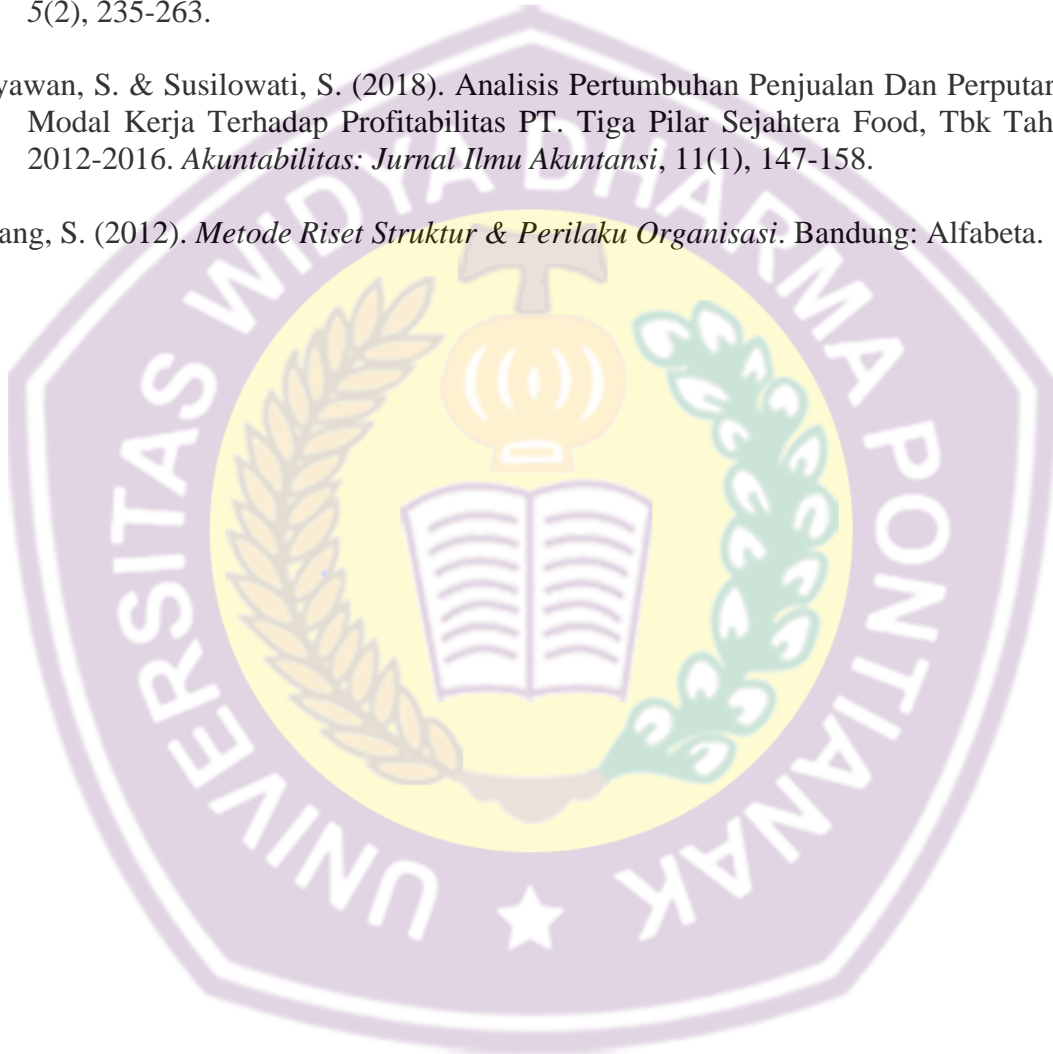 5(2), 235-263.
yawan, S. & Susilowati, S. (2018). Analisis Pertumbuhan Penjualan Dan Perputar
Modal Kerja Terhadap Profitabilitas PT. Tiga Pilar Sejahtera Food, Tbk Tah
2012-2016. Akuntabilitas: Jurnal Ilmu Akuntansi, 11(1), 147-158.
ang, S. (2012). Metode Riset Struktur & Perilaku Organisasi. Bandung: Alfabeta.
UNIVERSITAS WIDYA DHARMA PONTIANAK